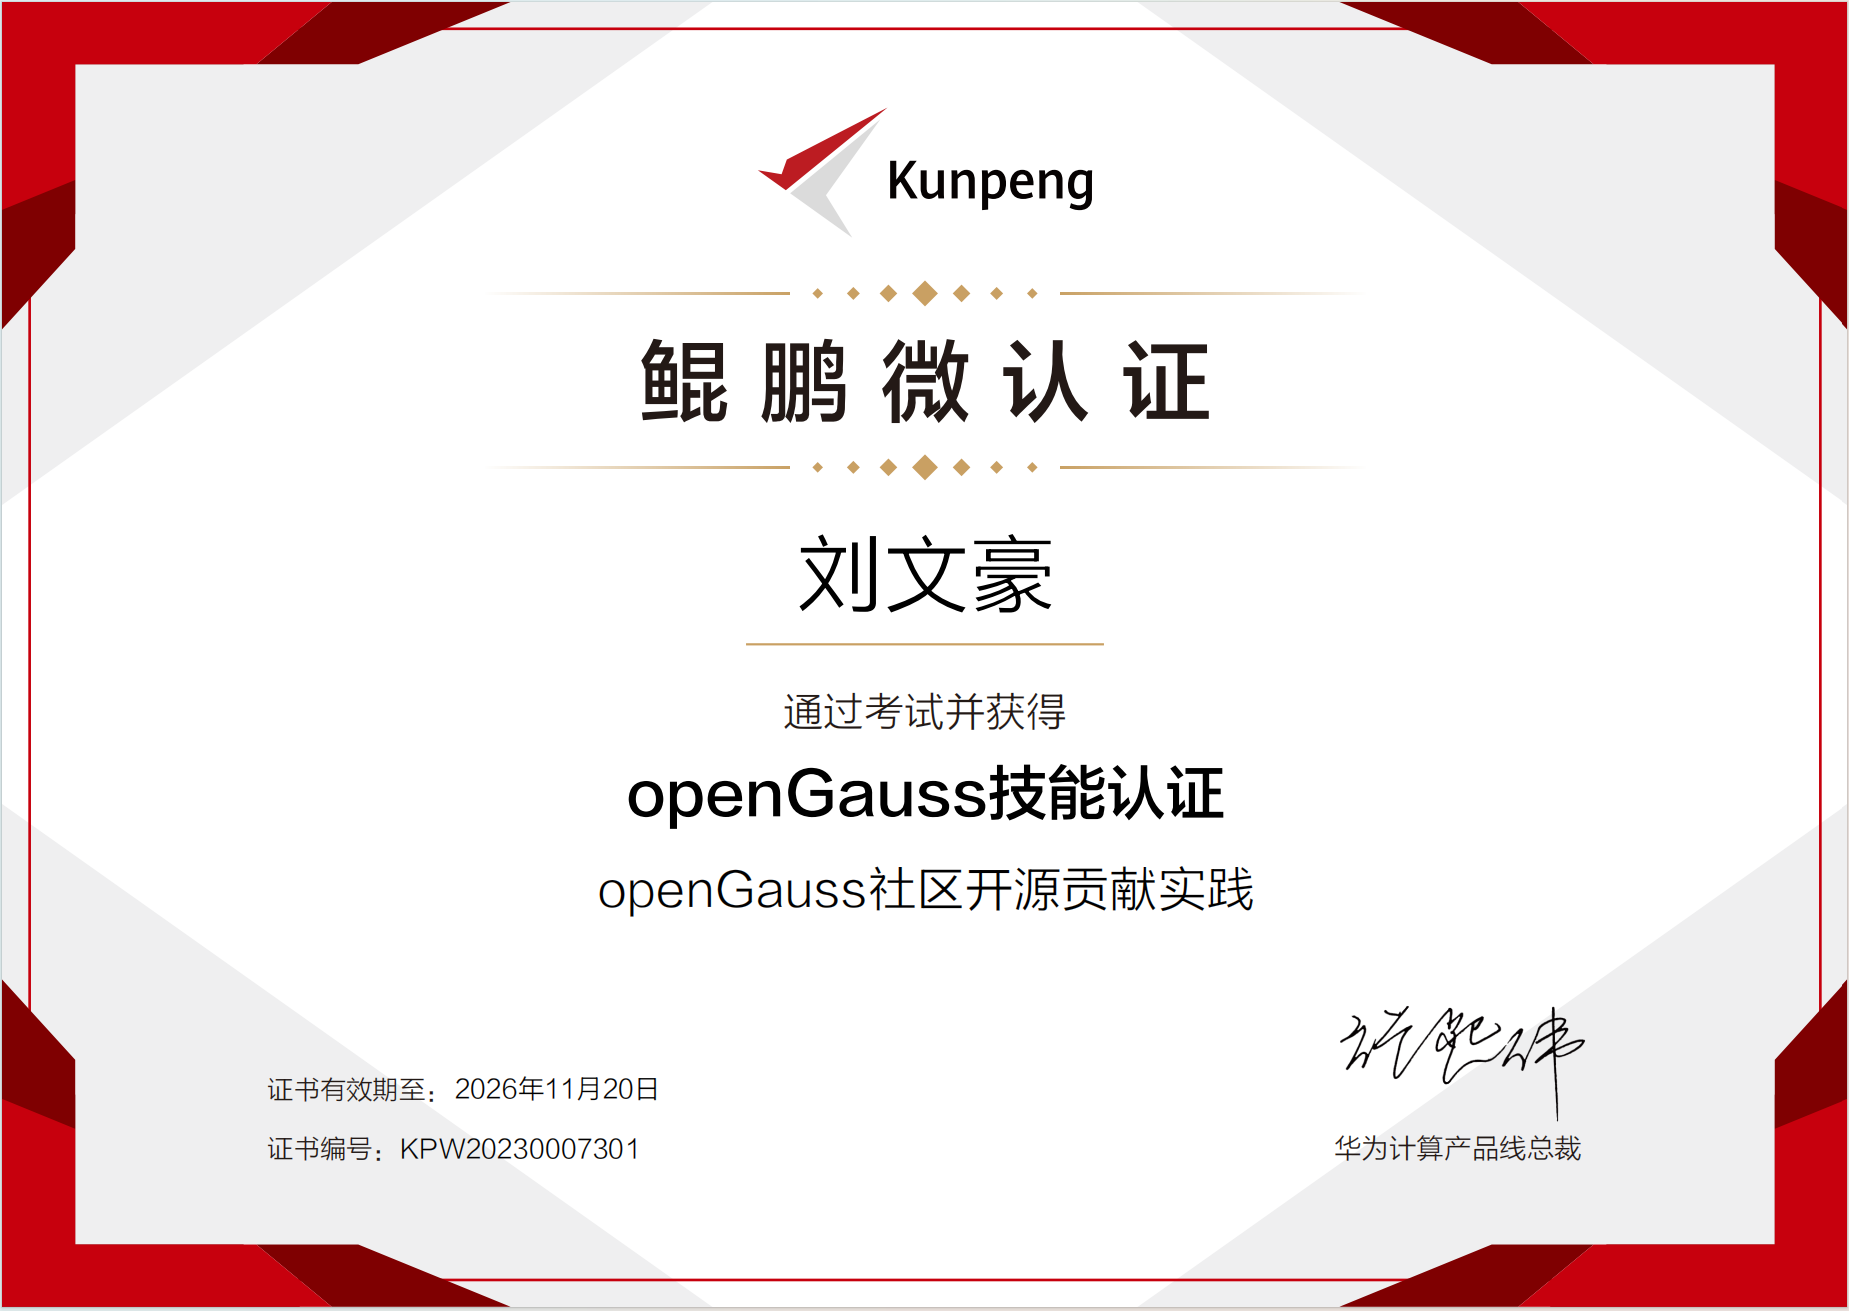 Kunpeng
鲲鹏微认证
刘文豪
通过考试并获得
openGauss技能认证
openGauss社区开源贡献实践
证书有效期至：2026年11月20日
证书编号：KPW20230007301
华为计算产品线总裁